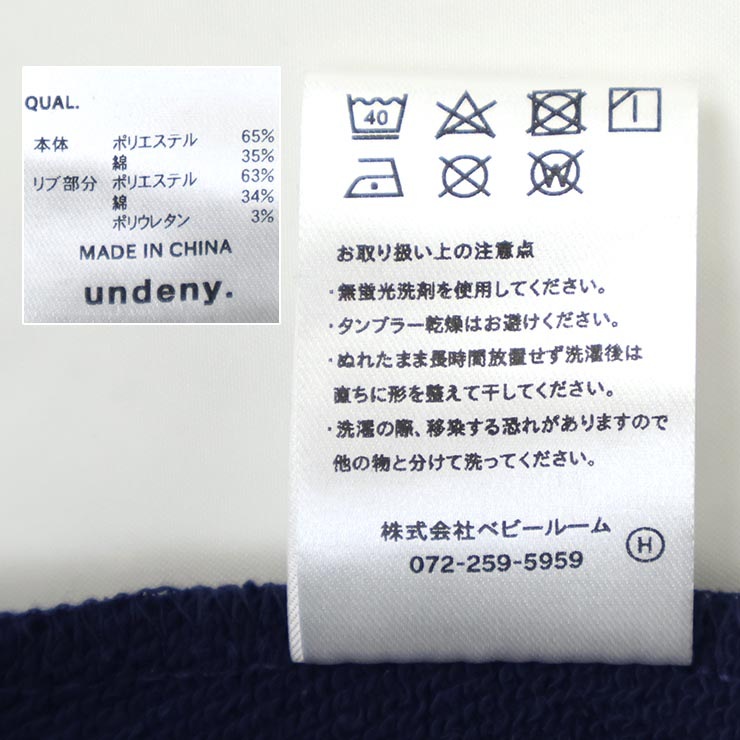 QUAL.
本体 ポリエステル 65%
綿 35%
リブ部分 ポリエステル 63%
綿 34%
ポリウレタン 3%
MADE IN CHINA
undeny.
40
W
お取り扱い上の注意点
・無蛍光洗剤を使用してください。
・タンブラー乾燥はお避けください。
・ぬれたまま長時間放置せず洗濯後は
直ちに形を整えて干してください。
・洗濯の際、移染する恐れがありますので
他の物と分けて洗ってください。
株式会社ベビールーム
072-259-5959
H